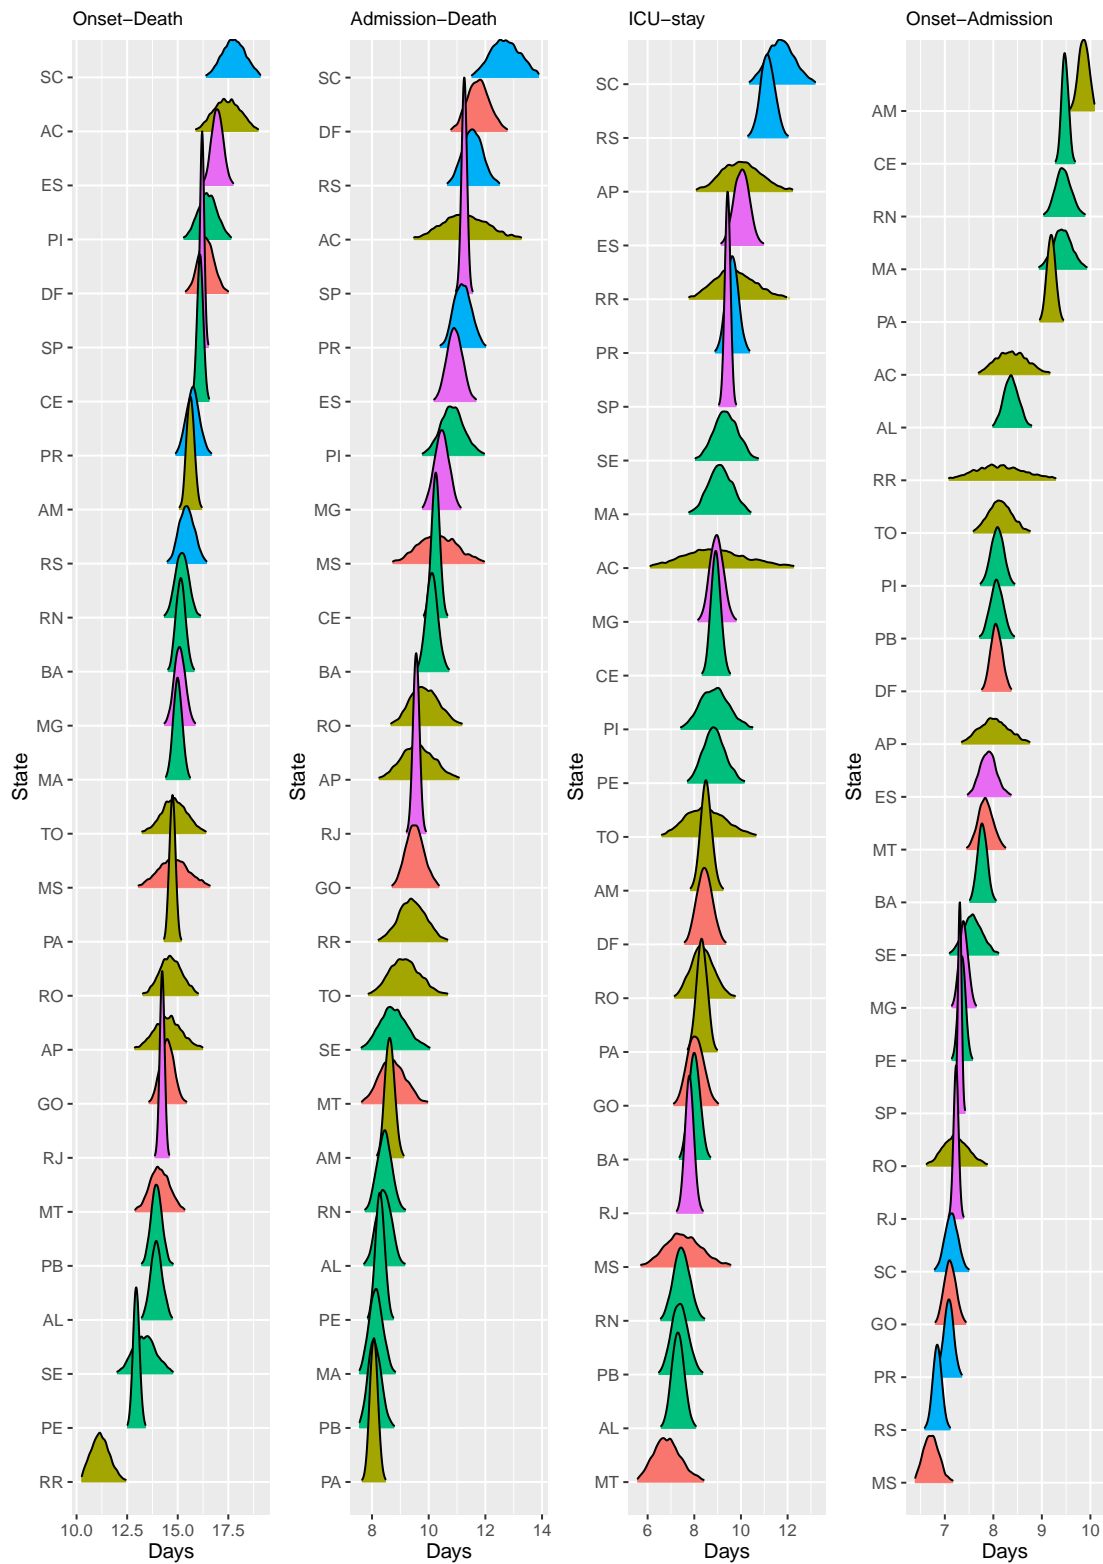 Onset−Death
SC
AC
ES
PI
DF
SP
CE
PR
AM
RS
RN
BA
MG
MA
TO
MS
PA
RO
AP
GO
RJ
MT
PB
AL
SE
PE
RR
State
10.0 12.5 15.0 17.5
Days
Admission−Death
SC
DF
RS
AC
SP
PR
ES
PI
MG
MS
CE
BA
RO
AP
RJ
GO
RR
TO
SE
MT
AM
RN
AL
PE
MA
PB
PA
State
8 10 12 14
Days
ICU−stay
SC
RS
AP
ES
RR
PR
SP
SE
MA
AC
MG
CE
PI
PE
TO
AM
DF
RO
PA
GO
BA
RJ
MS
RN
PB
AL
MT
State
6 8 10 12
Days
Onset−Admission
AM
CE
RN
MA
PA
AC
AL
RR
TO
PI
PB
DF
AP
ES
MT
BA
SE
MG
PE
SP
RO
RJ
SC
GO
PR
RS
MS
State
7 8 9 10
Days